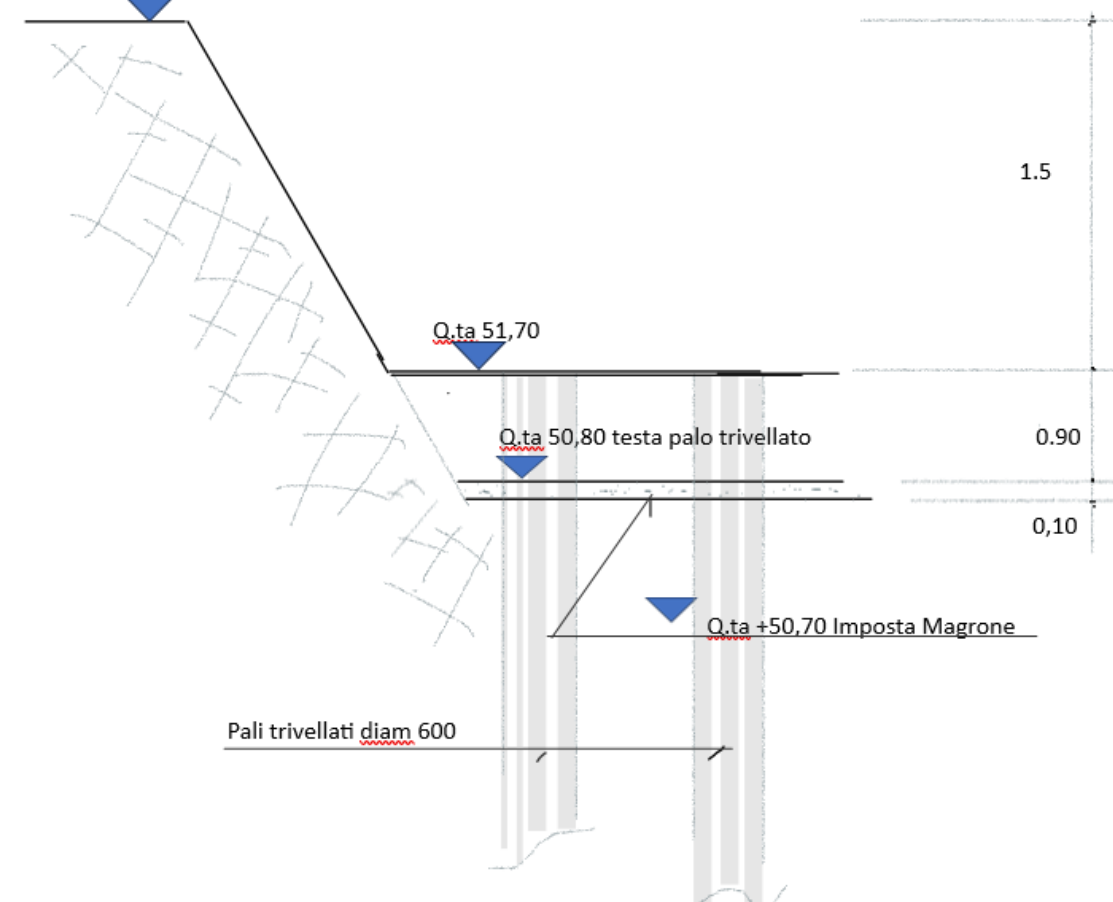 1.5
Q.ta 51,70
Q.ta 50,80 testa palo trivellato
0.90
0,10
Q.ta +50,70 Imposta Magrone
Pali trivellati diam 600